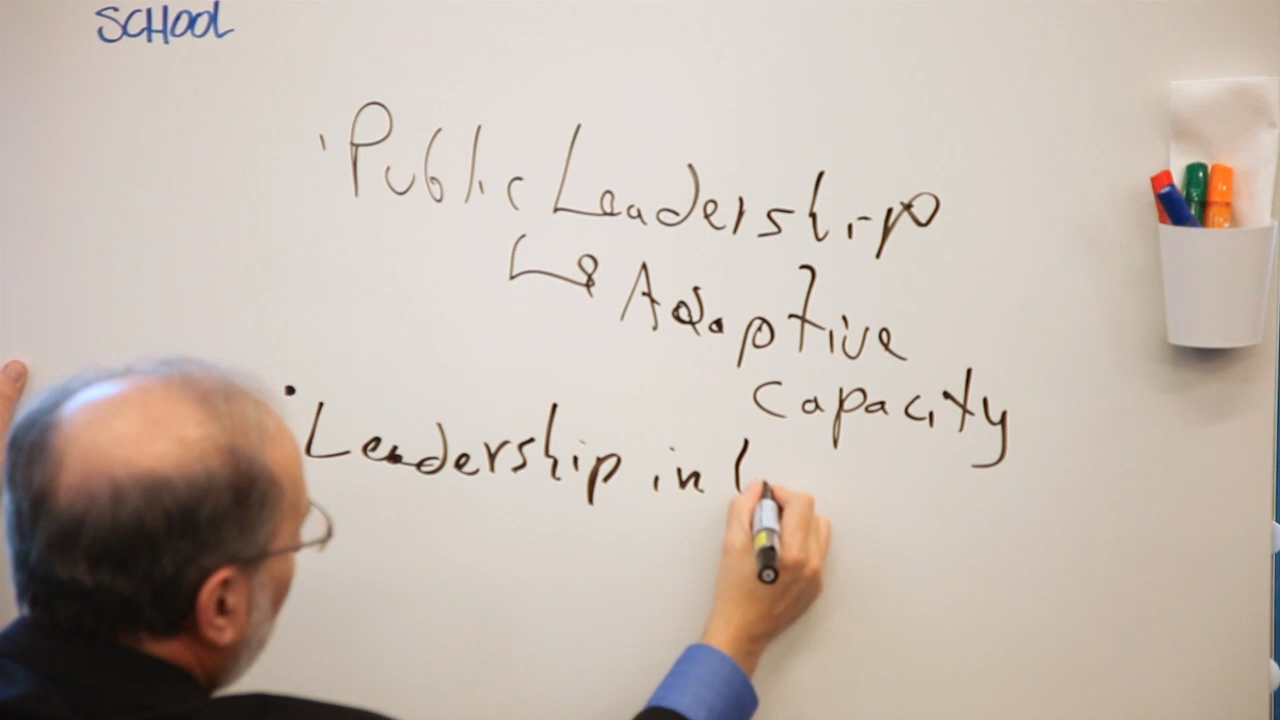 SCHOOL
· Public Leadership
↳ Adaptive
capacity
· Leadership in